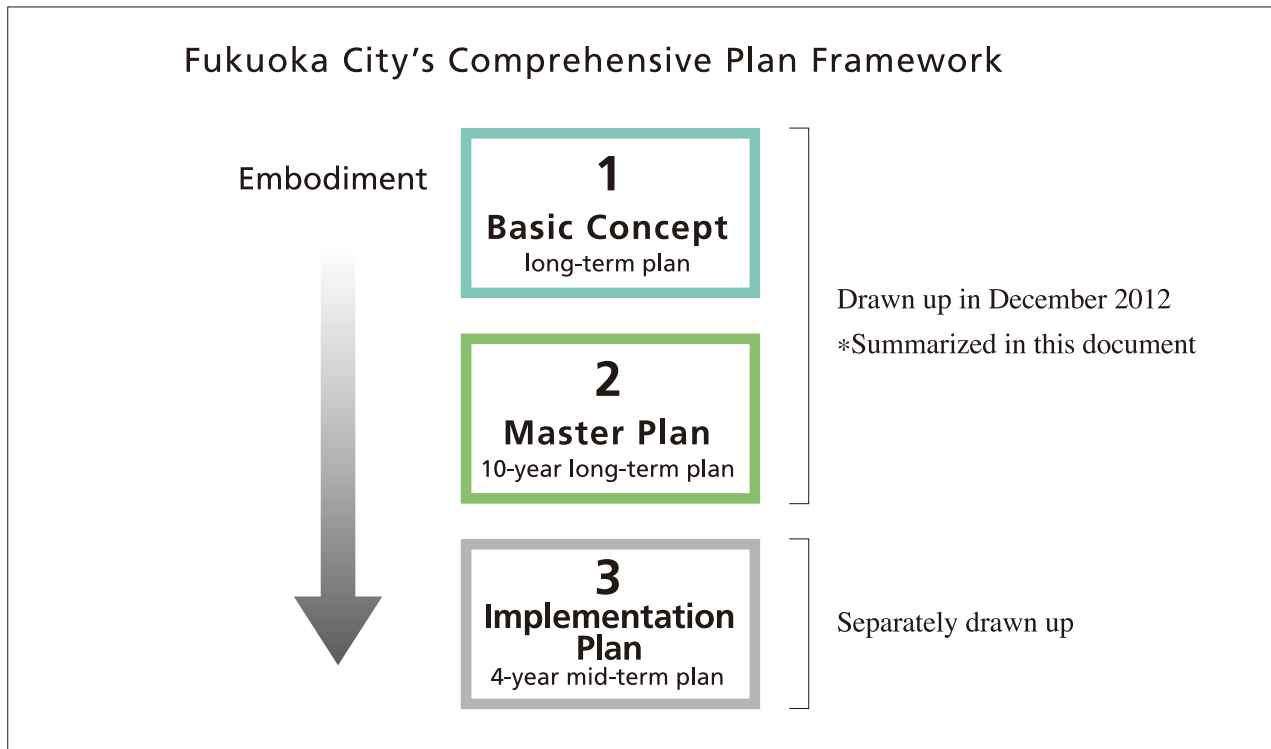 Fukuoka City’s Comprehensive Plan Framework
Embodiment
1
Basic Concept
long-term plan
2
Master Plan
10-year long-term plan
Drawn up in December 2012
*Summarized in this document
3
Implementation
Plan
4-year mid-term plan
Separately drawn up